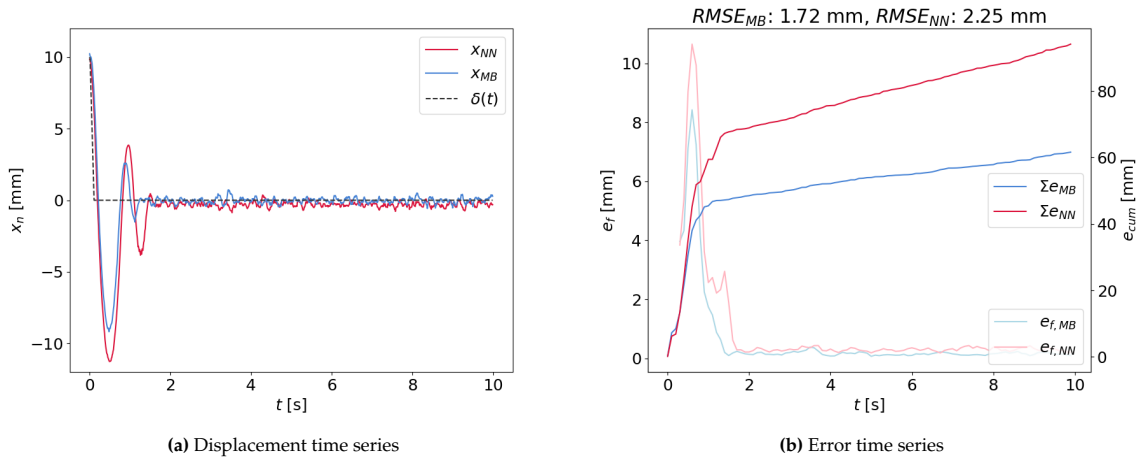 RMSE_MB: 1.72 mm, RMSE_NN: 2.25 mm
x_NN
x_MB
δ(t)
10
5
0
−5
−10
x_n [mm]
0
2
4
6
8
10
t [s]
10
8
6
4
2
0
e_f [mm]
Σe_MB
Σe_NN
e_f,MB
e_f,NN
80
60
40
20
0
e_cum [mm]
0
2
4
6
8
10
t [s]
(a) Displacement time series
(b) Error time series